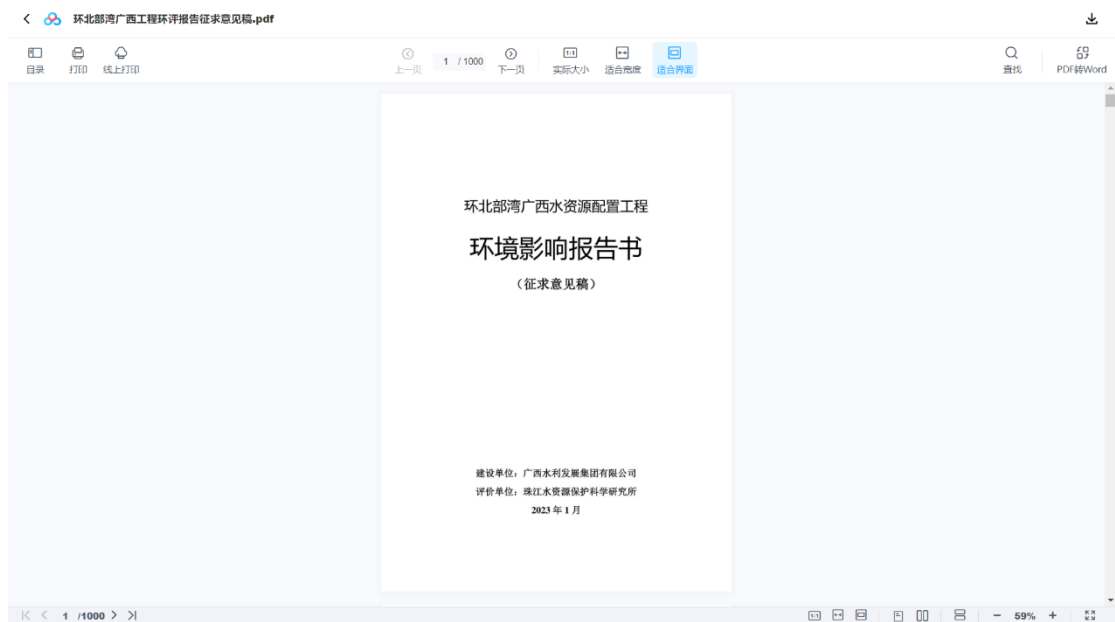 环北部湾广西工程环评报告征求意见稿.pdf
目录 打印 线上打印 上一页 1 / 1000 下一页 1:1 实际大小 适合宽度 适合界面 查找 PDF转Word
环北部湾广西水资源配置工程
环境影响报告书
（征求意见稿）
建设单位：广西水利发展集团有限公司
评价单位：珠江水资源保护科学研究所
2023 年 1 月
1 /1000 1:1 59%